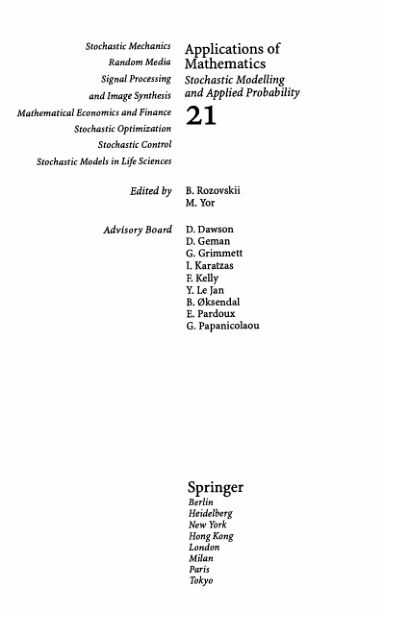 Stochastic Mechanics
Random Media
Signal Processing
and Image Synthesis
Mathematical Economics and Finance
Stochastic Optimization
Stochastic Control
Stochastic Models in Life Sciences
Applications of
Mathematics
Stochastic Modelling
and Applied Probability
21
Edited by B. Rozovskii
M. Yor
Advisory Board D. Dawson
D. Geman
G. Grimmett
I. Karatzas
F. Kelly
Y. Le Jan
B. Øksendal
E. Pardoux
G. Papanicolaou
Springer
Berlin
Heidelberg
New York
Hong Kong
London
Milan
Paris
Tokyo